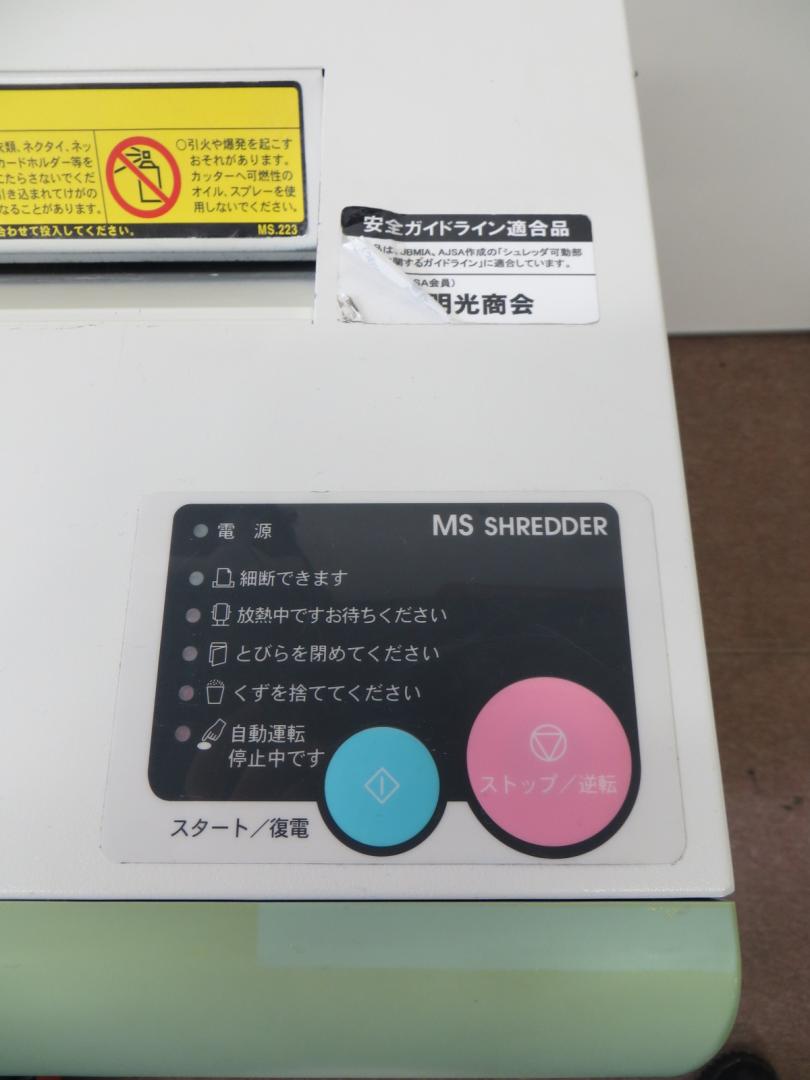 類、ネクタイ、ネッ
カードホルダー等を
たらさないでくだ
引き込まれてけがの
なることがあります。
○引火や爆発を起こす
おそれがあります。
カッターへ可燃性の
オイル、スプレーを使
用しないでください。
合わせて投入してください。
MS.223
安全ガイドライン適合品
品は、JBMIA、AJSA作成の「シュレッダ可動部
関するガイドライン」に適合しています。
SA会員）
明光商会
電 源
MS SHREDDER
細断できます
放熱中ですお待ちください
とびらを閉めてください
くずを捨ててください
自動運転
停止中です
スタート／復電
ストップ／逆転